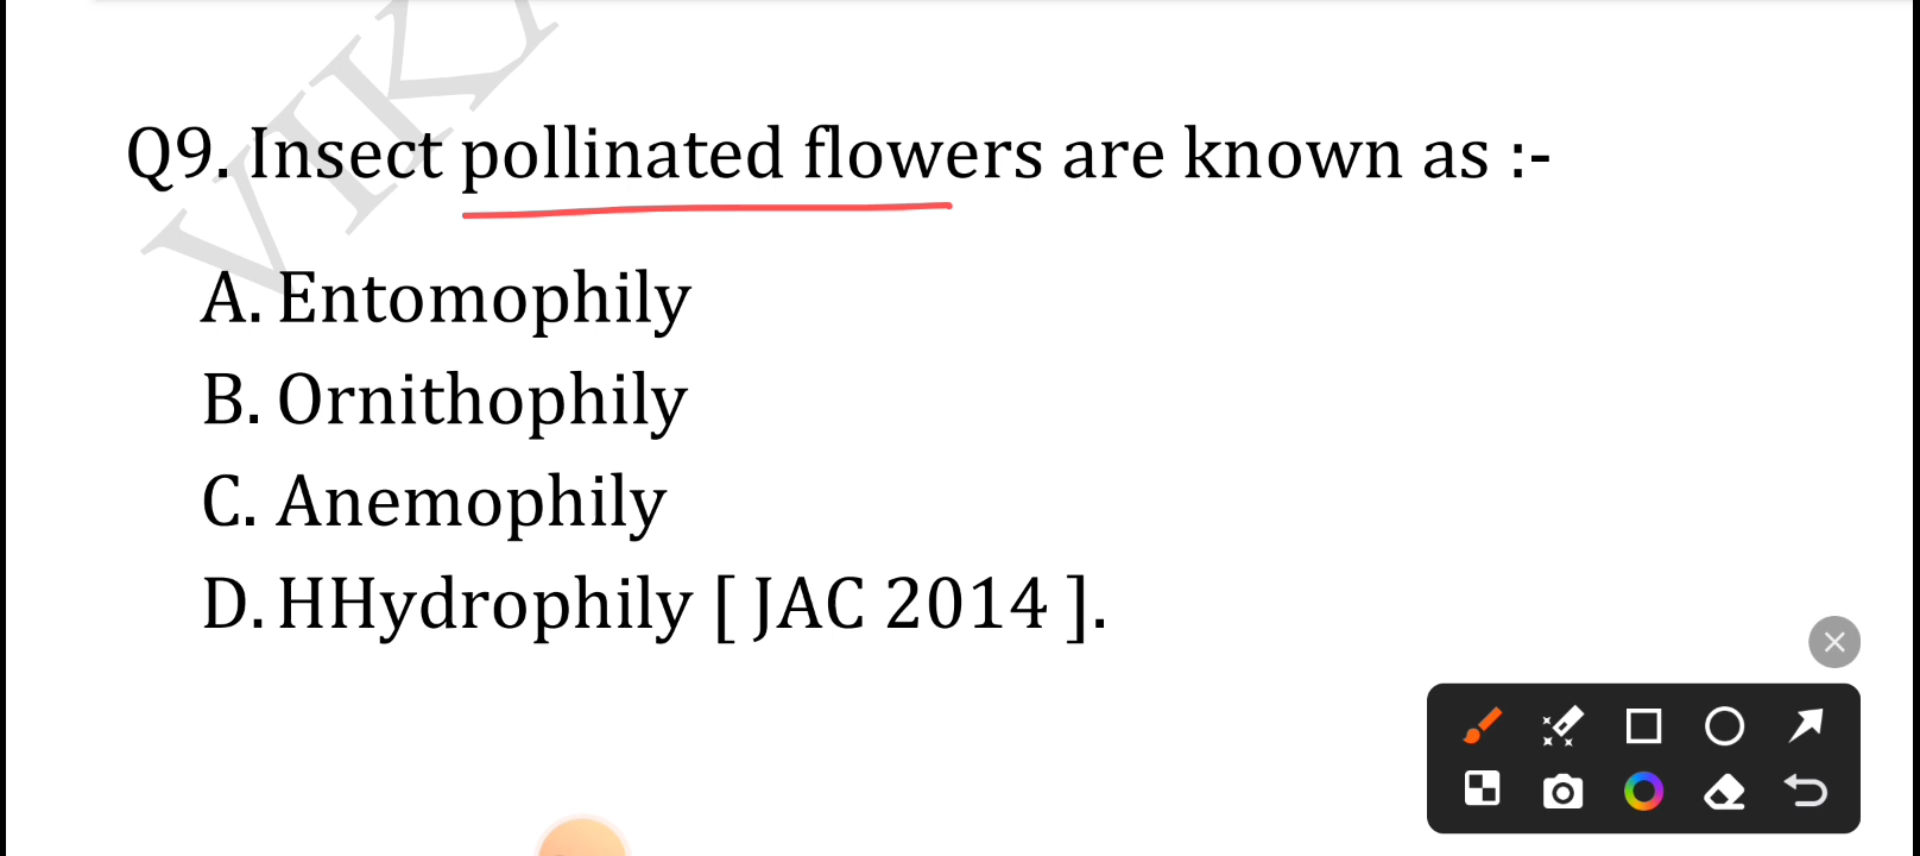 Q9. Insect pollinated flowers are known as :-
A. Entomophily
B. Ornithophily
C. Anemophily
D. HHydrophily [ JAC 2014 ].